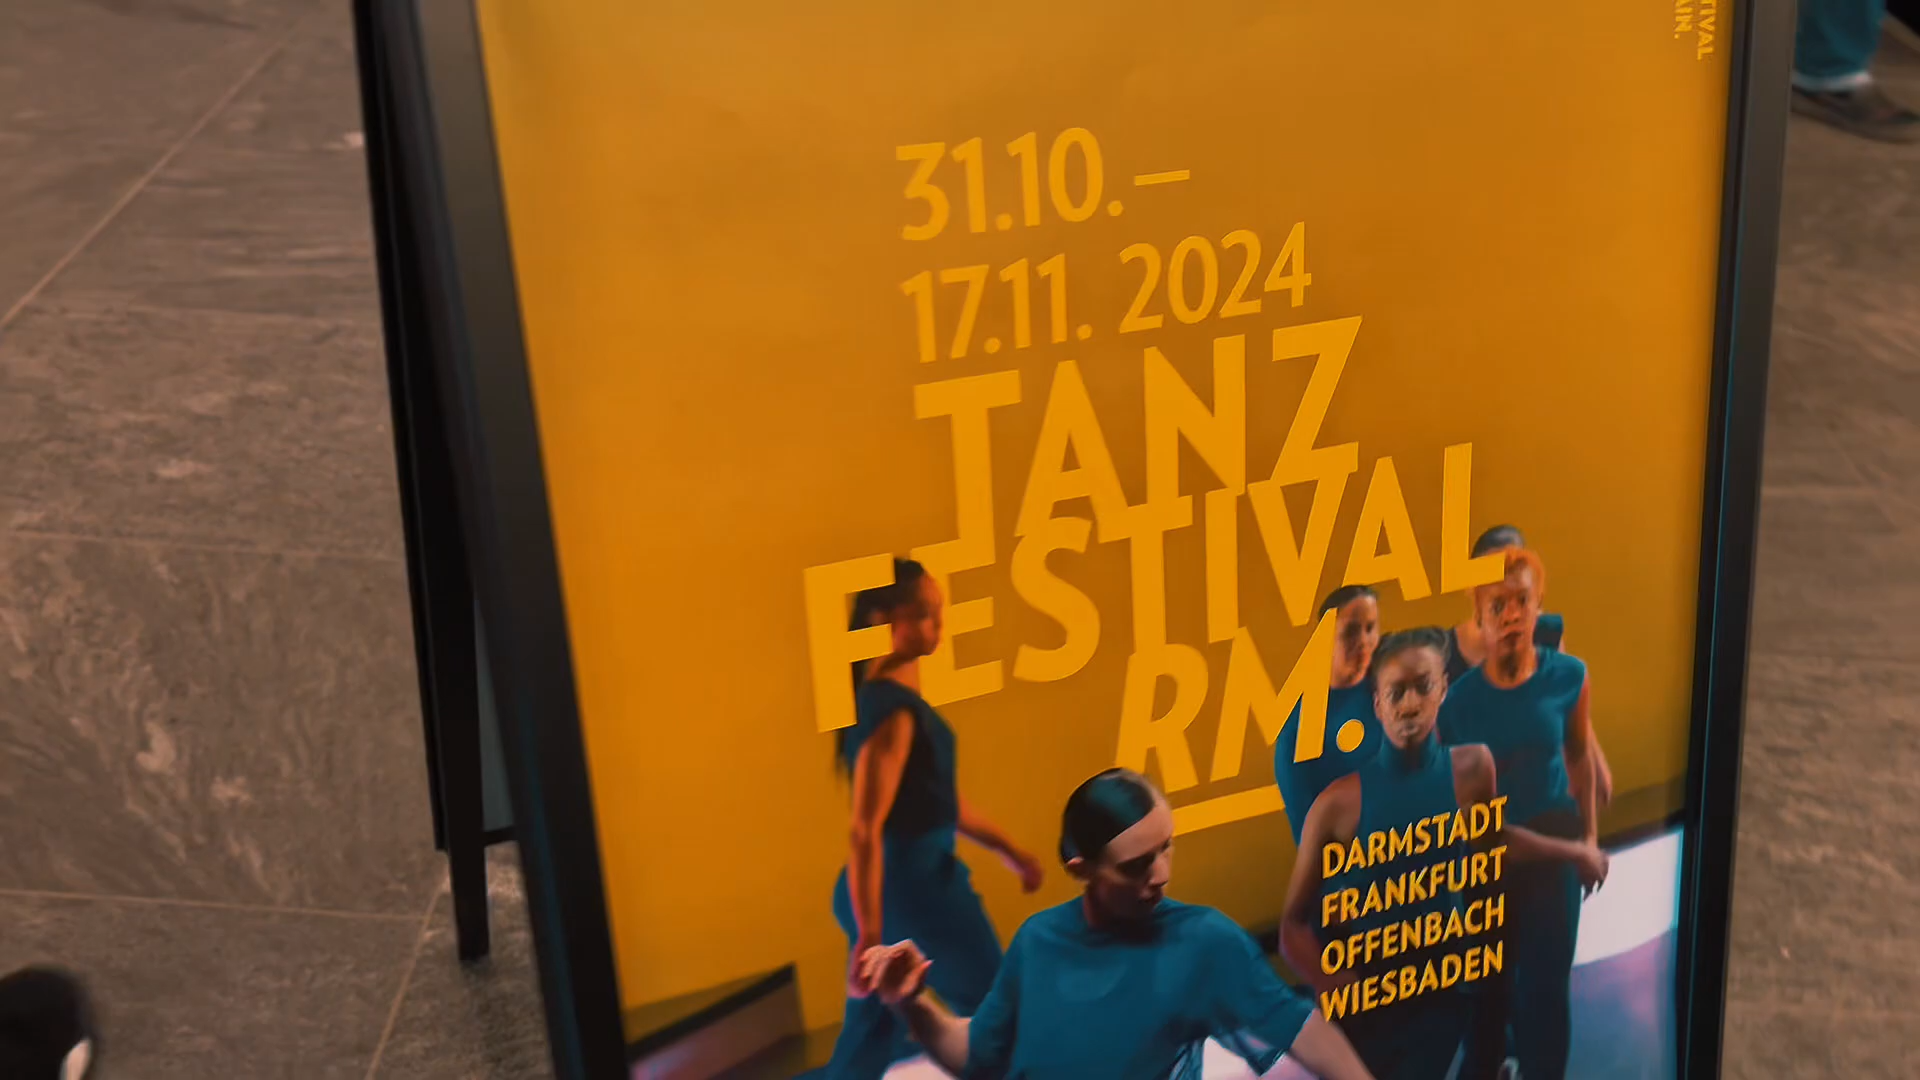 31.10.–
17.11. 2024
TANZ
FESTIVAL
RM.
DARMSTADT
FRANKFURT
OFFENBACH
WIESBADEN